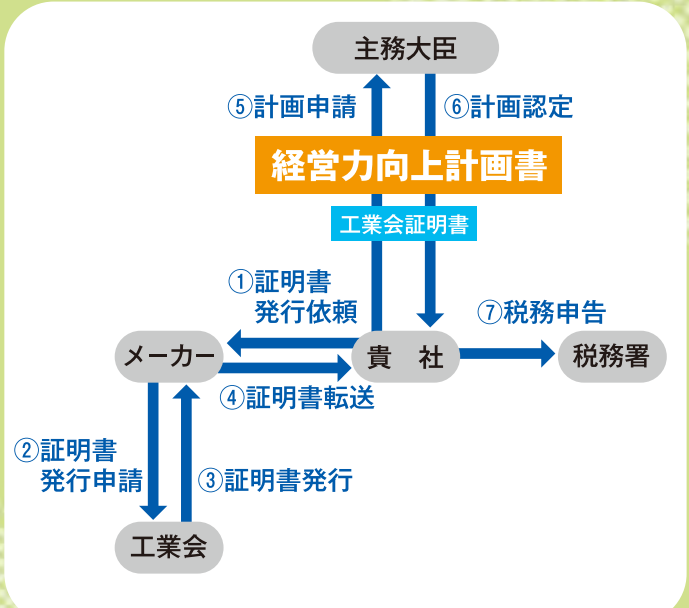 主務大臣
⑤計画申請
⑥計画認定
経営力向上計画書
工業会証明書
①証明書
発行依頼
⑦税務申告
メーカー
貴 社
税務署
④証明書転送
②証明書
発行申請
③証明書発行
工業会